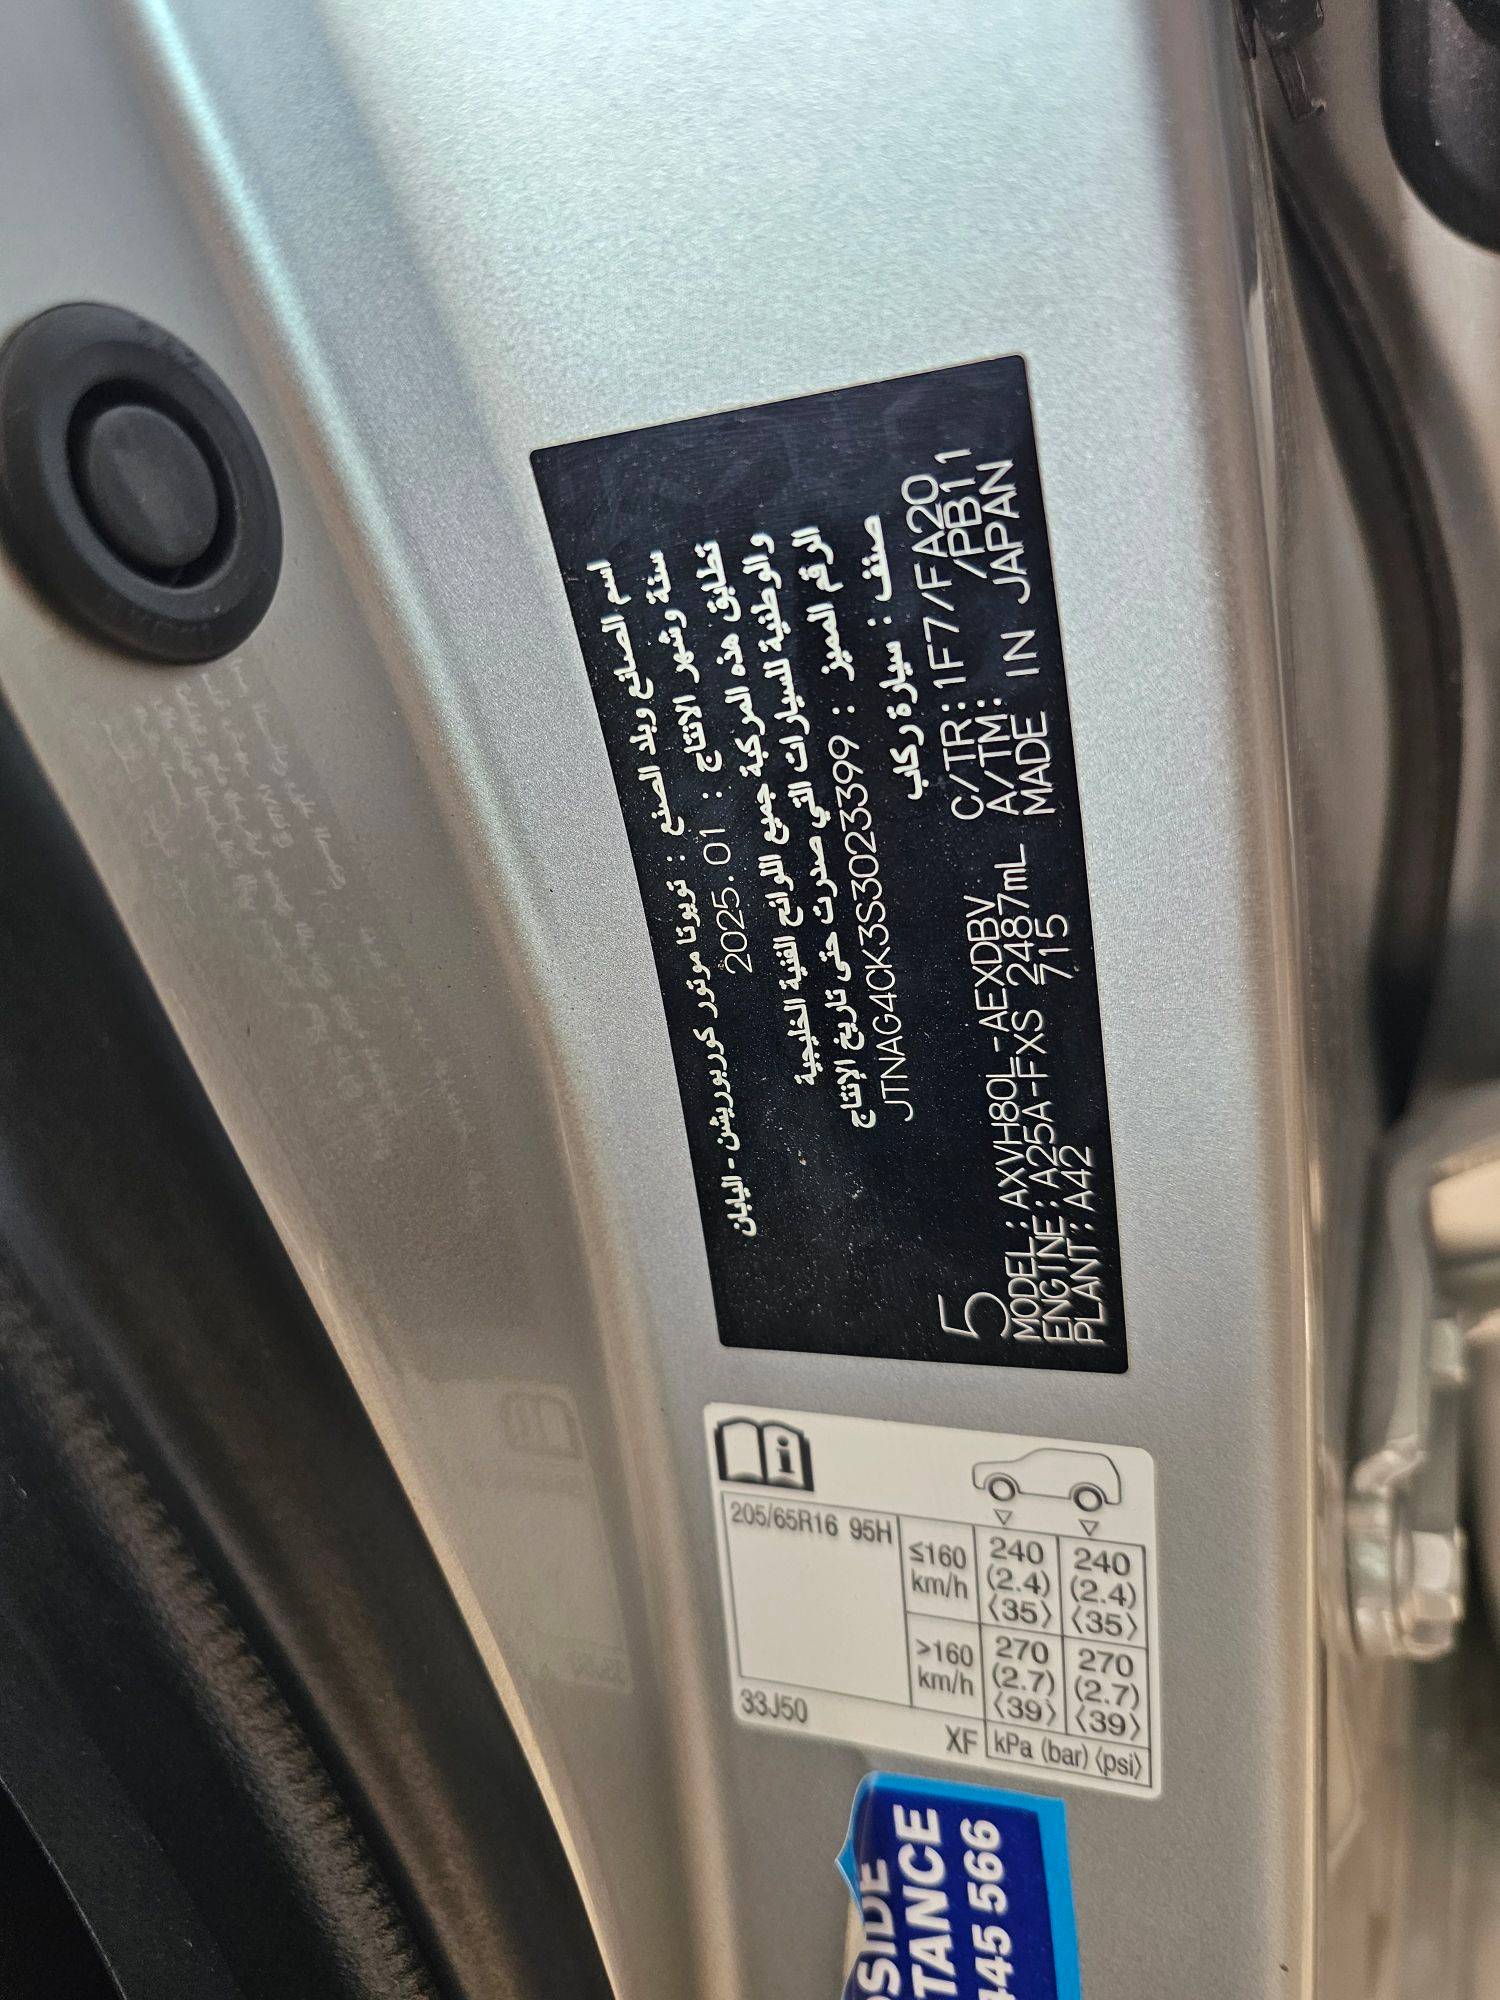 اسم الصانع وبلد الصنع : تويوتا موتور كوربوريشن - اليابان
سنة وشهر الانتاج : 2025.01
تطابق هذه المركبة جميع اللوائح الفنية الخليجية
والوطنية للسيارات التي صدرت حتى تاريخ الإنتاج
الرقم المميز : JTNAG4CK3S3023399
صنف : سيارة ركاب
5
MODEL : AXVH80L-AEXDBV C/TR: 1F7/FA20
ENGINE : A25A-FXS 2487mL A/TM: /PB111
PLANT : A42 715 MADE IN JAPAN
205/65R16 95H
≤160 km/h 240 (2.4) ⟨35⟩ 240 (2.4) ⟨35⟩
>160 km/h 270 (2.7) ⟨39⟩ 270 (2.7) ⟨39⟩
33J50 XF kPa (bar) ⟨psi⟩
SIDE
TANCE
45 566